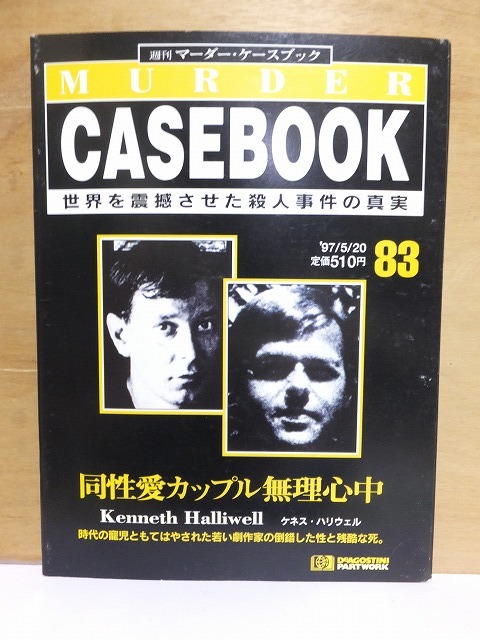 週刊 マーダー・ケースブック
MURDER
CASEBOOK
世界を震撼させた殺人事件の真実
'97/5/20
定価510円
83
同性愛カップル無理心中
Kenneth Halliwell ケネス・ハリウェル
時代の寵児ともてはやされた若い劇作家の倒錯した性と残酷な死。
DeAGOSTINI
PARTWORK